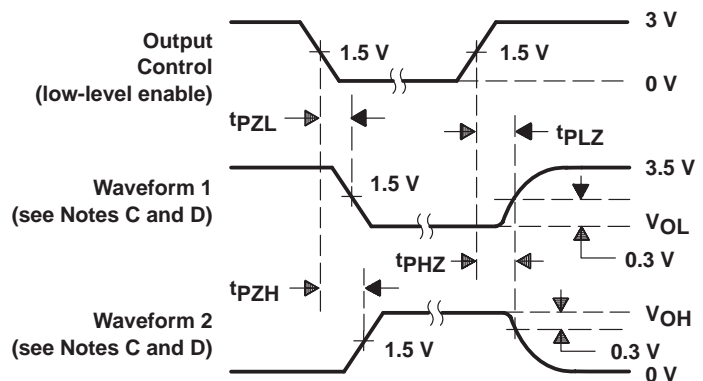 Output
Control
(low-level enable)
3 V
1.5 V
1.5 V
0 V
tPZL
tPLZ
Waveform 1
(see Notes C and D)
3.5 V
1.5 V
VOL
0.3 V
tPHZ
tPZH
Waveform 2
(see Notes C and D)
VOH
1.5 V
0.3 V
0 V